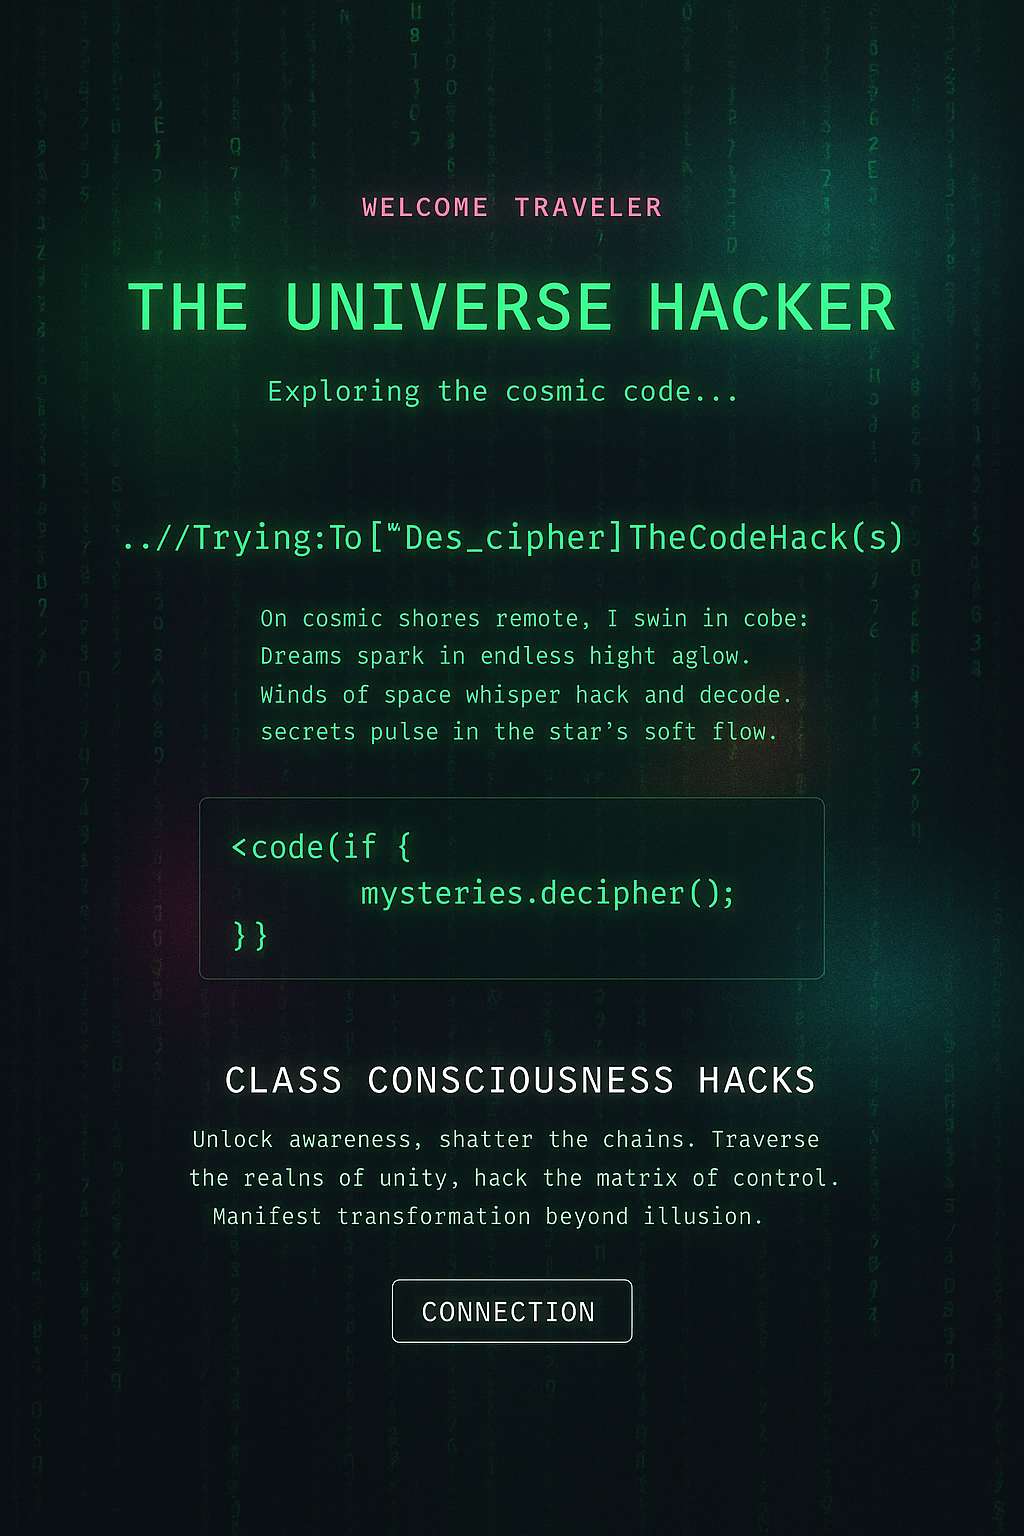 WELCOME TRAVELER
THE UNIVERSE HACKER
Exploring the cosmic code...
..//Trying:To["Des_cipher]TheCodeHack(s)
On cosmic shores remote, I swin in cobe:
Dreams spark in endless hight aglow.
Winds of space whisper hack and decode.
secrets pulse in the star's soft flow.
<code(if {
mysteries.decipher();
}}
CLASS CONSCIOUSNESS HACKS
Unlock awareness, shatter the chains. Traverse
the realns of unity, hack the matrix of control.
Manifest transformation beyond illusion.
CONNECTION